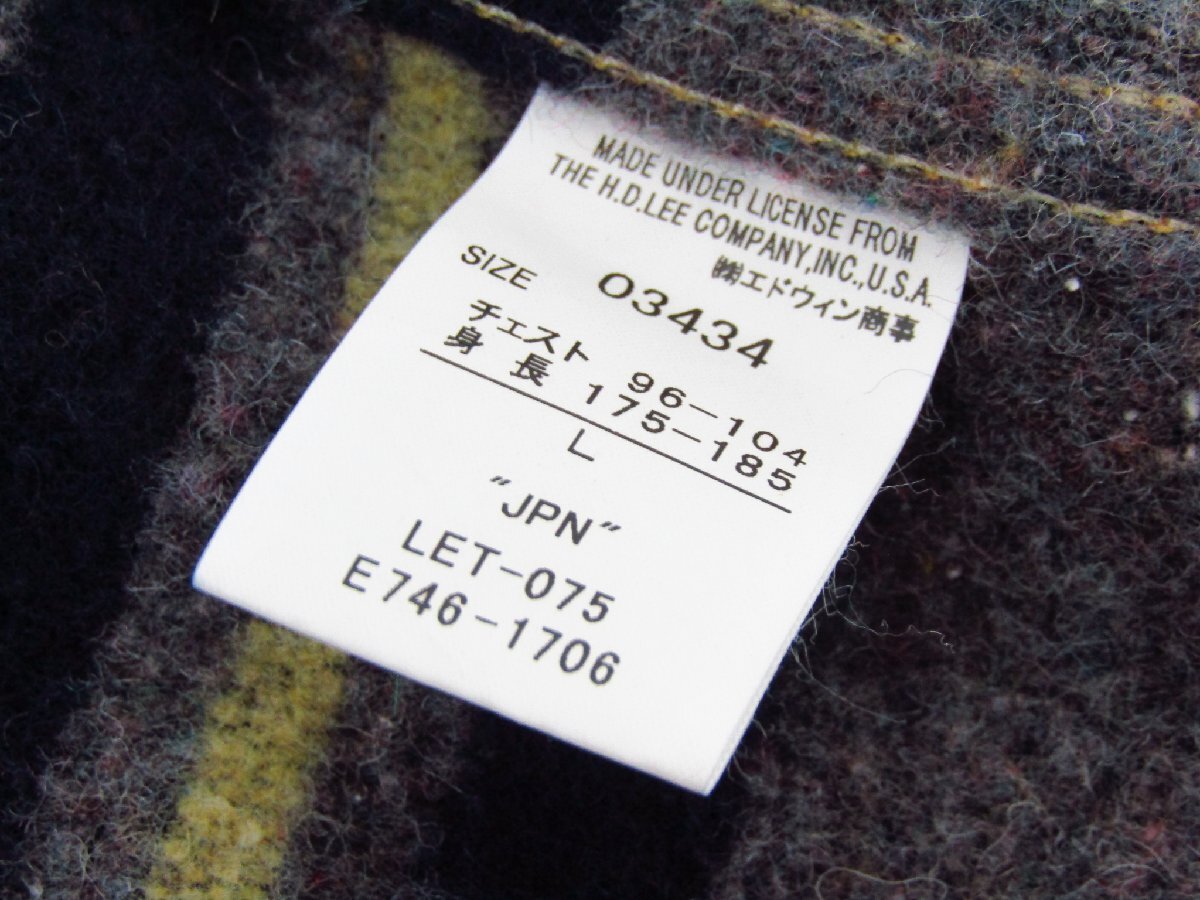 MADE UNDER LICENSE FROM
THE H.D.LEE COMPANY,INC.,U.S.A.
㈱エドウィン商事
SIZE 03434
チェスト 96-104
身長 175-185
L
"JPN"
LET-075
E746-1706